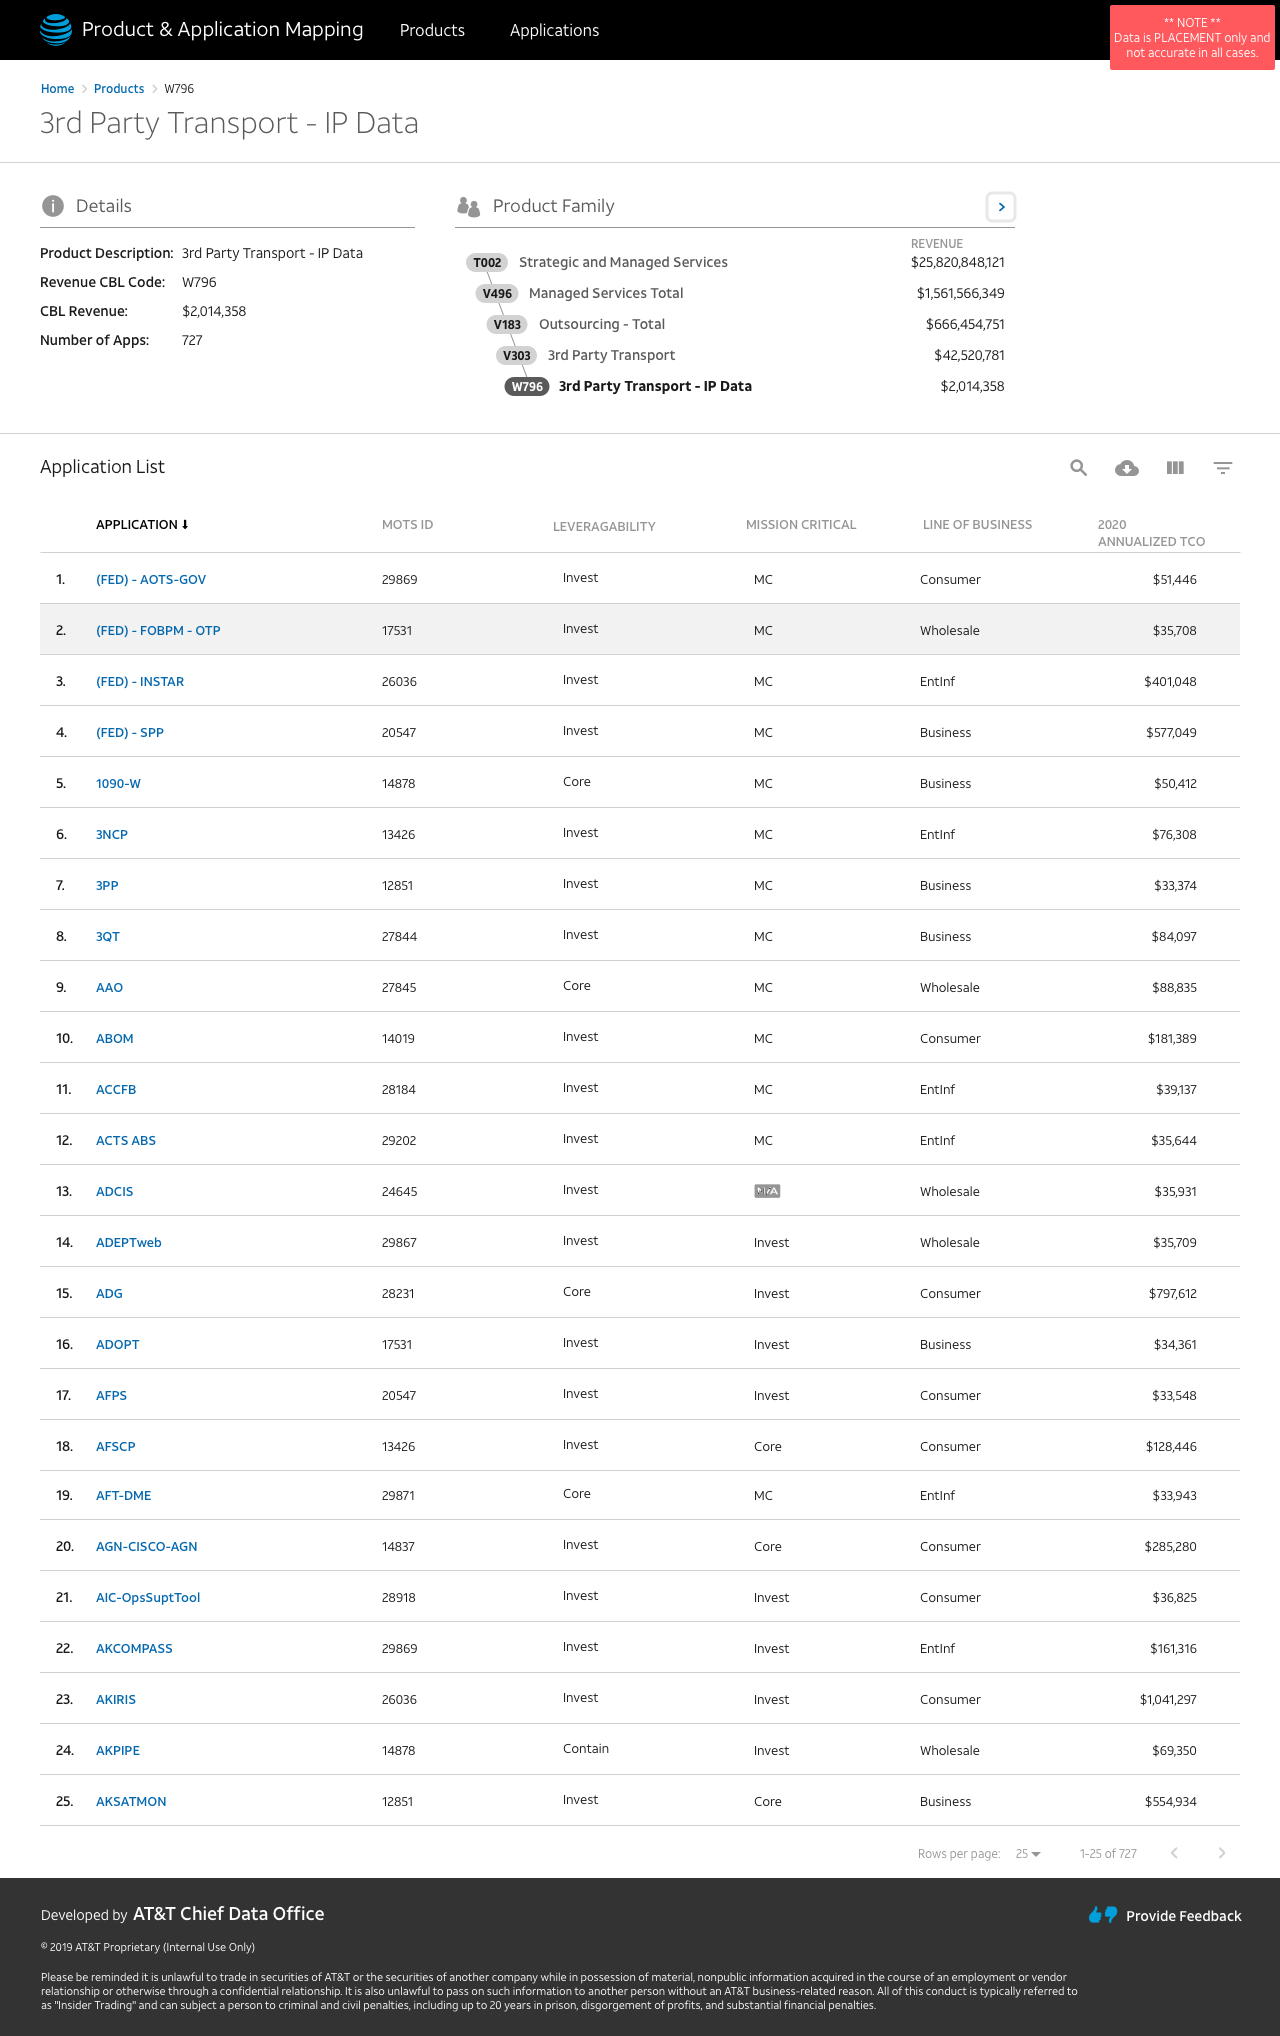 Product & Application Mapping Products Applications
** NOTE **
Data is PLACEMENT only and
not accurate in all cases.
Home Products W796
3rd Party Transport - IP Data
Details
Product Description: 3rd Party Transport - IP Data
Revenue CBL Code: W796
CBL Revenue: $2,014,358
Number of Apps: 727
Product Family
REVENUE
T002 Strategic and Managed Services $25,820,848,121
V496 Managed Services Total $1,561,566,349
V183 Outsourcing - Total $666,454,751
V303 3rd Party Transport $42,520,781
W796 3rd Party Transport - IP Data $2,014,358
Application List
APPLICATION MOTS ID LEVERAGABILITY MISSION CRITICAL LINE OF BUSINESS 2020
ANNUALIZED TCO
1. (FED) - AOTS-GOV 29869 Invest MC Consumer $51,446
2. (FED) - FOBPM - OTP 17531 Invest MC Wholesale $35,708
3. (FED) - INSTAR 26036 Invest MC EntInf $401,048
4. (FED) - SPP 20547 Invest MC Business $577,049
5. 1090-W 14878 Core MC Business $50,412
6. 3NCP 13426 Invest MC EntInf $76,308
7. 3PP 12851 Invest MC Business $33,374
8. 3QT 27844 Invest MC Business $84,097
9. AAO 27845 Core MC Wholesale $88,835
10. ABOM 14019 Invest MC Consumer $181,389
11. ACCFB 28184 Invest MC EntInf $39,137
12. ACTS ABS 29202 Invest MC EntInf $35,644
13. ADCIS 24645 Invest Wholesale $35,931
14. ADEPTweb 29867 Invest Invest Wholesale $35,709
15. ADG 28231 Core Invest Consumer $797,612
16. ADOPT 17531 Invest Invest Business $34,361
17. AFPS 20547 Invest Invest Consumer $33,548
18. AFSCP 13426 Invest Core Consumer $128,446
19. AFT-DME 29871 Core MC EntInf $33,943
20. AGN-CISCO-AGN 14837 Invest Core Consumer $285,280
21. AIC-OpsSuptTool 28918 Invest Invest Consumer $36,825
22. AKCOMPASS 29869 Invest Invest EntInf $161,316
23. AKIRIS 26036 Invest Invest Consumer $1,041,297
24. AKPIPE 14878 Contain Invest Wholesale $69,350
25. AKSATMON 12851 Invest Core Business $554,934
Rows per page: 25 1-25 of 727
Developed by AT&T Chief Data Office
Provide Feedback
© 2019 AT&T Proprietary (Internal Use Only)
Please be reminded it is unlawful to trade in securities of AT&T or the securities of another company while in possession of material, nonpublic information acquired in the course of an employment or vendor
relationship or otherwise through a confidential relationship. It is also unlawful to pass on such information to another person without an AT&T business-related reason. All of this conduct is typically referred to
as "Insider Trading" and can subject a person to criminal and civil penalties, including up to 20 years in prison, disgorgement of profits, and substantial financial penalties.